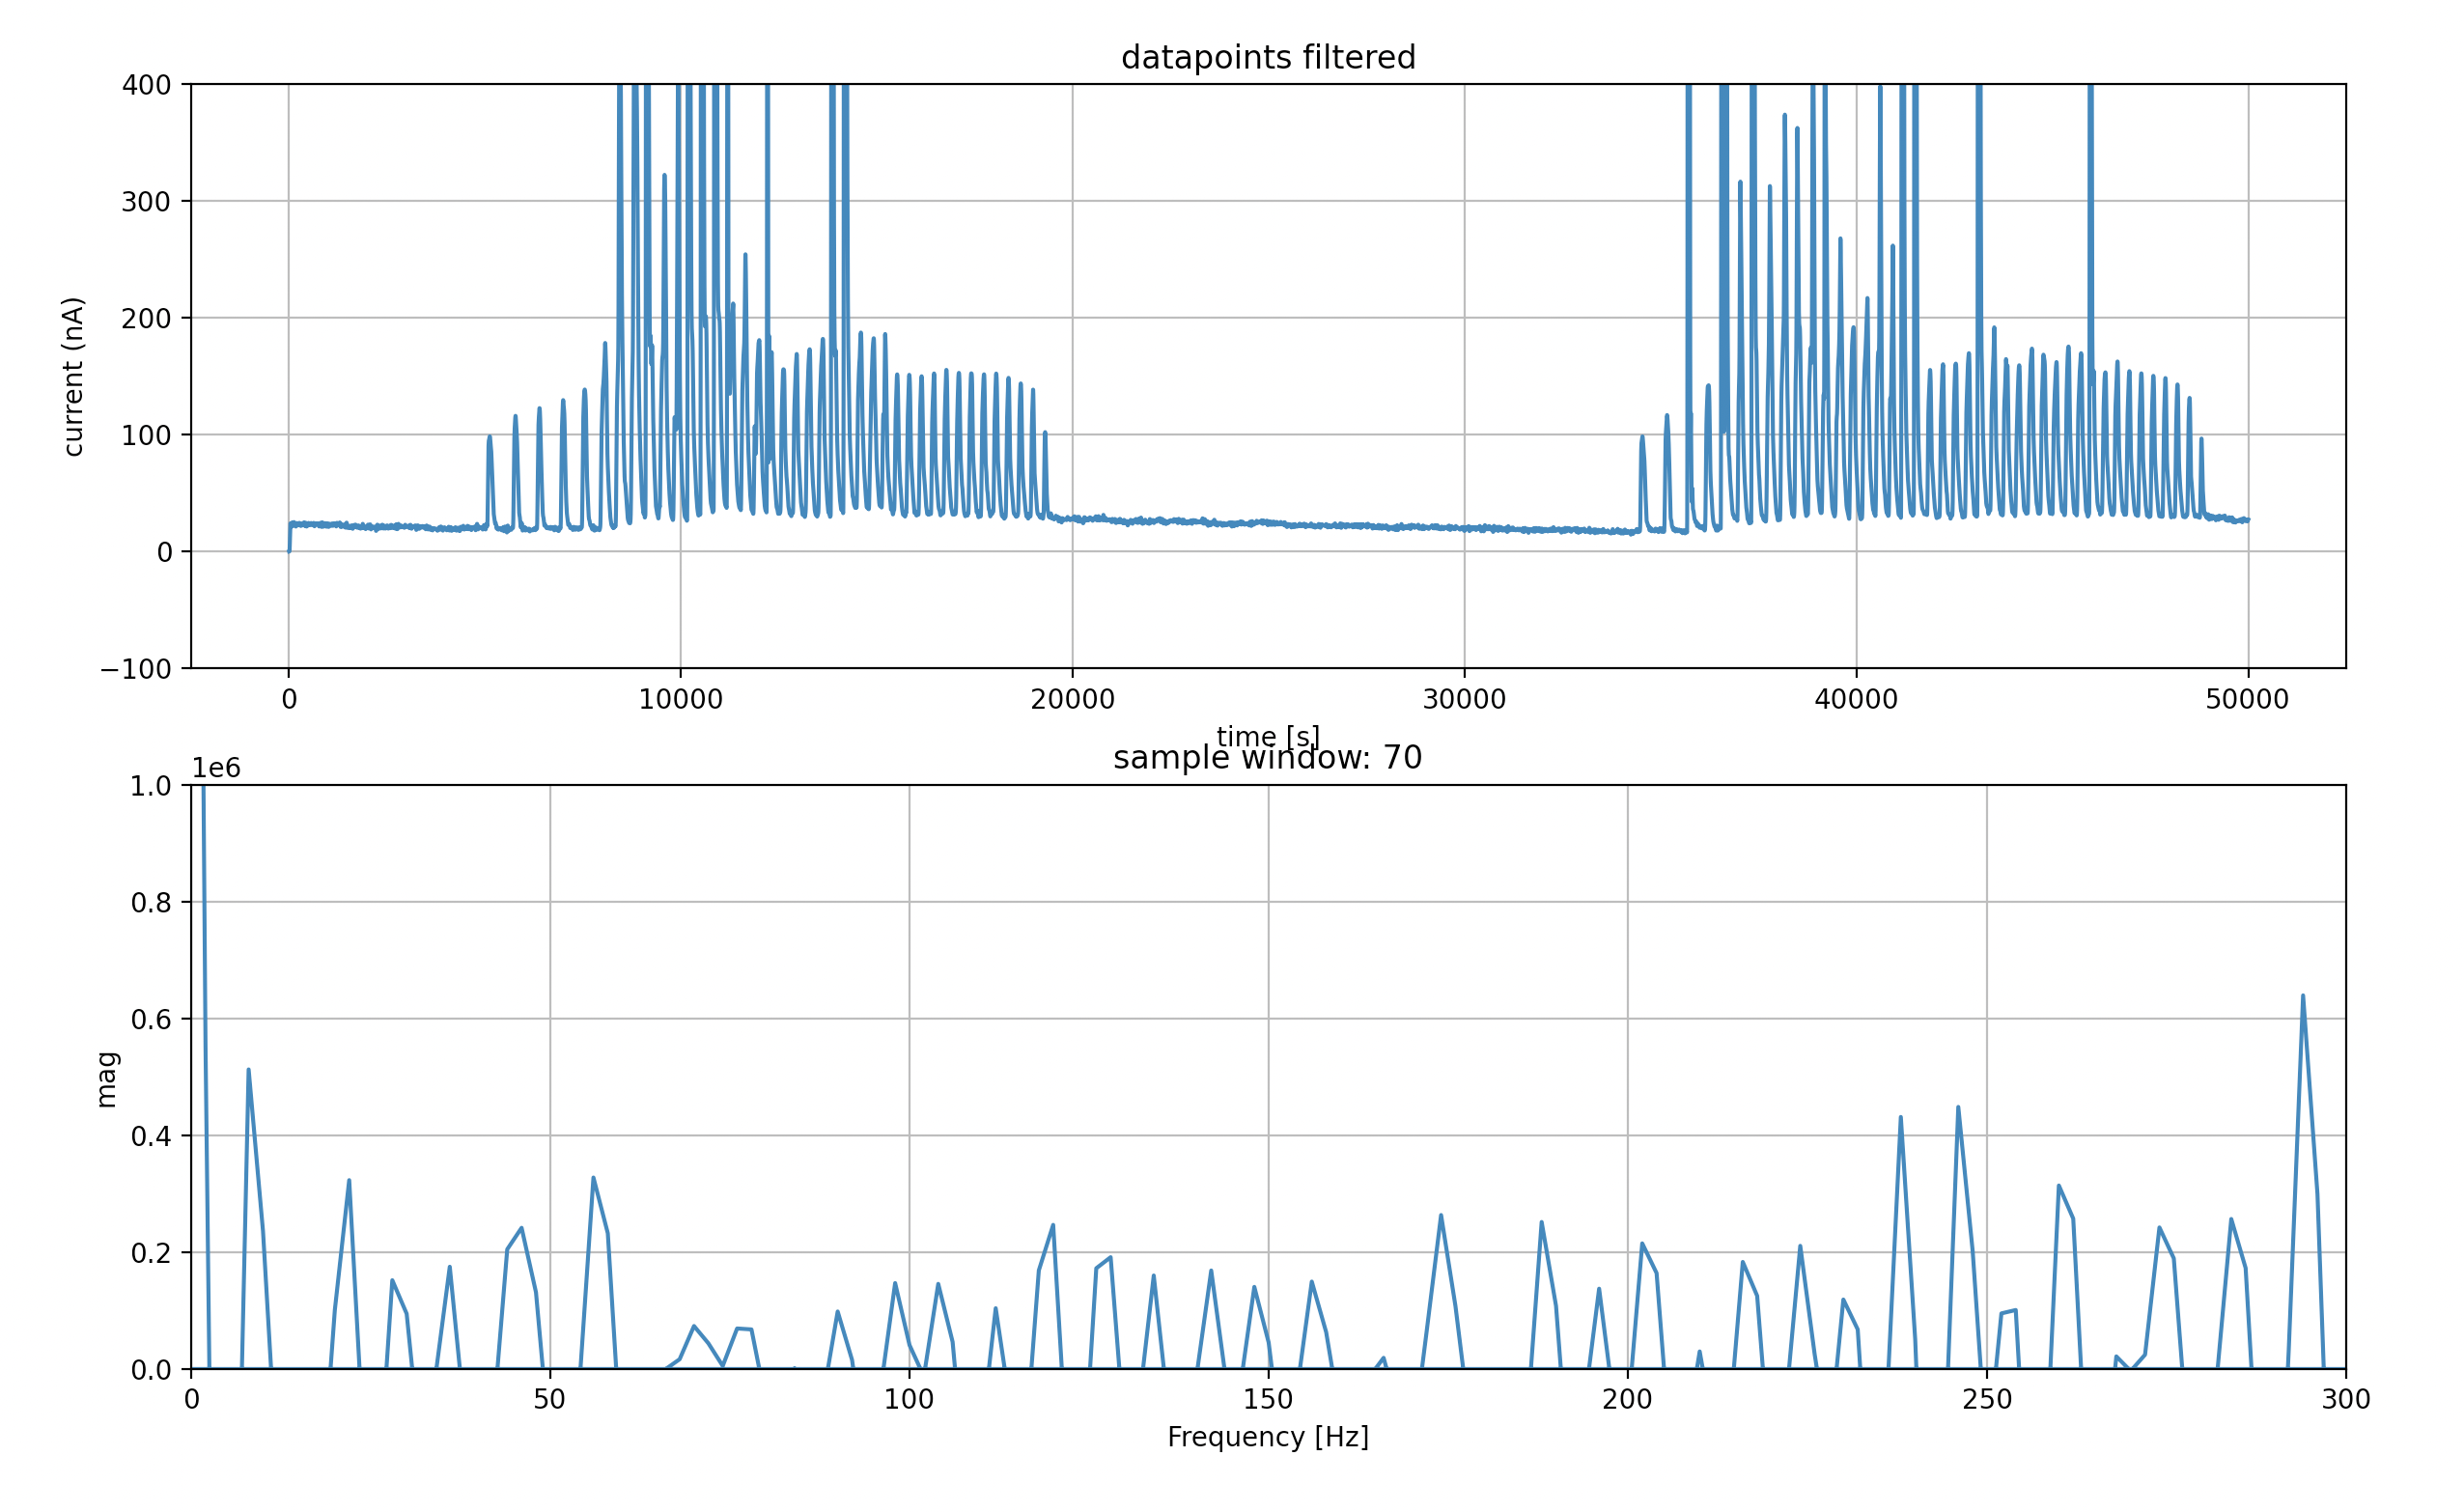 datapoints filtered
400
300
200
100
0
−100
current (nA)
0 10000 20000 30000 40000 50000
time [s]
sample window: 70
1e6
1.0
0.8
0.6
0.4
0.2
0.0
mag
0 50 100 150 200 250 300
Frequency [Hz]